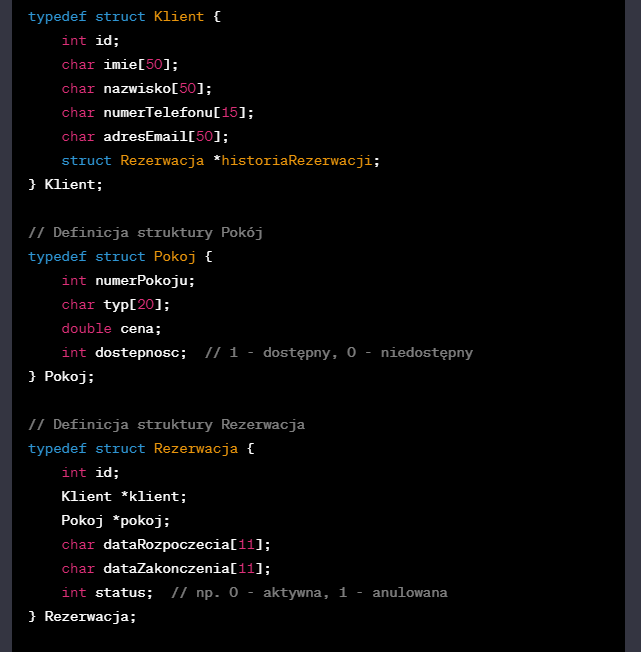 typedef struct Klient {
    int id;
    char imie[50];
    char nazwisko[50];
    char numerTelefonu[15];
    char adresEmail[50];
    struct Rezerwacja *historiaRezerwacji;
} Klient;

// Definicja struktury Pokój
typedef struct Pokoj {
    int numerPokoju;
    char typ[20];
    double cena;
    int dostepnosc;  // 1 - dostępny, 0 - niedostępny
} Pokoj;

// Definicja struktury Rezerwacja
typedef struct Rezerwacja {
    int id;
    Klient *klient;
    Pokoj *pokoj;
    char dataRozpoczecia[11];
    char dataZakonczenia[11];
    int status;  // np. 0 - aktywna, 1 - anulowana
} Rezerwacja;